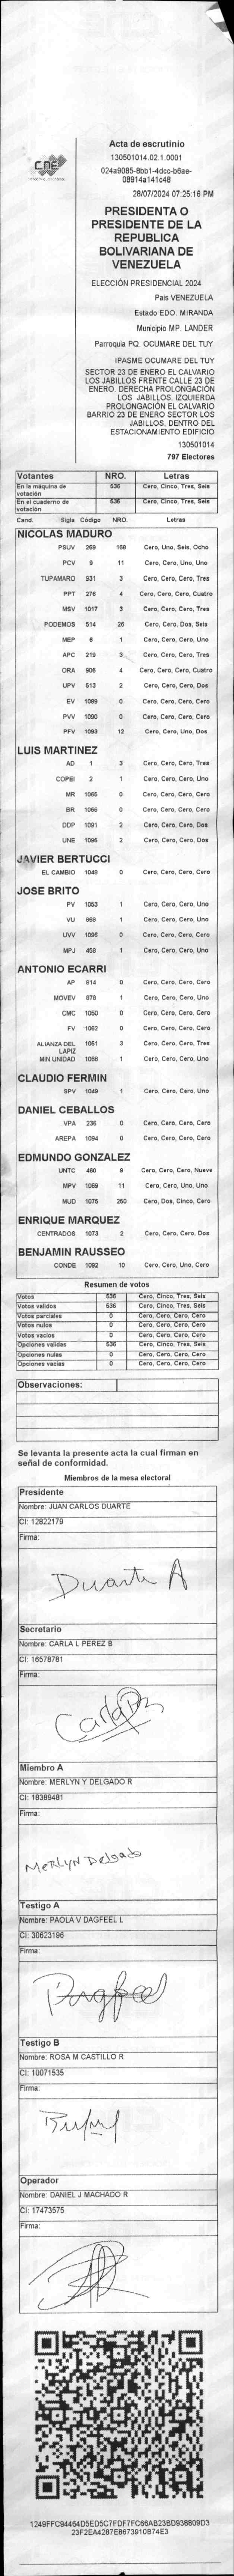 CNE
Acta de escrutinio
130501014.02.1.0001
024a9085-8bb1-4dco-b6ae-
08914a141c48
28/07/2024 07:25:16 PM
PRESIDENTA O
PRESIDENTE DE LA
REPUBLICA
BOLIVARIANA DE
VENEZUELA
ELECCIÓN PRESIDENCIAL 2024
Pais VENEZUELA
Estado EDO. MIRANDA
Municipio MP. LANDER
Parroquia PQ. OCUMARE DEL TUY
IPASME OCUMARE DEL TUY
SECTOR 23 DE ENERO EL CALVARIO
LOS JABILLOS FRENTE CALLE 23 DE
ENERO. DERECHA PROLONGACIÓN
LOS JABILLOS. IZQUIERDA
PROLONGACIÓN EL CALVARIO
BARRIO 23 DE ENERO SECTOR LOS
JABILLOS, DENTRO DEL
ESTACIONAMIENTO EDIFICIO
130501014
797 Electores
Votantes NRO. Letras
En la máquina de votación 536 Cero, Cinco, Tres, Seis
En el cuaderno de votación 536 Cero, Cinco, Tres, Seis
Cand. Sigla Código NRO. Letras
NICOLAS MADURO
PSUV 269 168 Cero, Uno, Seis, Ocho
PCV 9 11 Cero, Cero, Uno, Uno
TUPAMARO 931 3 Cero, Cero, Cero, Tres
PPT 276 4 Cero, Cero, Cero, Cuatro
MSV 1017 3 Cero, Cero, Cero, Tres
PODEMOS 514 26 Cero, Cero, Dos, Seis
MEP 6 1 Cero, Cero, Cero, Uno
APC 219 3 Cero, Cero, Cero, Tres
ORA 906 4 Cero, Cero, Cero, Cuatro
UPV 513 2 Cero, Cero, Cero, Dos
EV 1089 0 Cero, Cero, Cero, Cero
PVV 1090 0 Cero, Cero, Cero, Cero
PFV 1093 12 Cero, Cero, Uno, Dos
LUIS MARTINEZ
AD 1 3 Cero, Cero, Cero, Tres
COPEI 2 1 Cero, Cero, Cero, Uno
MR 1065 0 Cero, Cero, Cero, Cero
BR 1066 0 Cero, Cero, Cero, Cero
DDP 1091 2 Cero, Cero, Cero, Dos
UNE 1095 2 Cero, Cero, Cero, Dos
JAVIER BERTUCCI
EL CAMBIO 1048 0 Cero, Cero, Cero, Cero
JOSE BRITO
PV 1053 1 Cero, Cero, Cero, Uno
VU 968 1 Cero, Cero, Cero, Uno
UVV 1096 0 Cero, Cero, Cero, Cero
MPJ 458 1 Cero, Cero, Cero, Uno
ANTONIO ECARRI
AP 814 0 Cero, Cero, Cero, Cero
MOVEV 878 1 Cero, Cero, Cero, Uno
CMC 1050 0 Cero, Cero, Cero, Cero
FV 1062 0 Cero, Cero, Cero, Cero
ALIANZA DEL LAPIZ 1051 3 Cero, Cero, Cero, Tres
MIN UNIDAD 1068 1 Cero, Cero, Cero, Uno
CLAUDIO FERMIN
SPV 1049 1 Cero, Cero, Cero, Uno
DANIEL CEBALLOS
VPA 236 0 Cero, Cero, Cero, Cero
AREPA 1094 0 Cero, Cero, Cero, Cero
EDMUNDO GONZALEZ
UNTC 460 9 Cero, Cero, Cero, Nueve
MPV 1069 11 Cero, Cero, Uno, Uno
MUD 1075 250 Cero, Dos, Cinco, Cero
ENRIQUE MARQUEZ
CENTRADOS 1073 2 Cero, Cero, Cero, Dos
BENJAMIN RAUSSEO
CONDE 1092 10 Cero, Cero, Uno, Cero
Resumen de votos
Votos 536 Cero, Cinco, Tres, Seis
Votos validos 536 Cero, Cinco, Tres, Seis
Votos parciales 0 Cero, Cero, Cero, Cero
Votos nulos 0 Cero, Cero, Cero, Cero
Votos vacios 0 Cero, Cero, Cero, Cero
Opciones validas 536 Cero, Cinco, Tres, Seis
Opciones nulas 0 Cero, Cero, Cero, Cero
Opciones vacias 0 Cero, Cero, Cero, Cero
Observaciones:
Se levanta la presente acta la cual firman en
señal de conformidad.
Miembros de la mesa electoral
Presidente
Nombre: JUAN CARLOS DUARTE
CI: 12822179
Firma:
Duarte A
Secretario
Nombre: CARLA L PEREZ B
CI: 16578781
Firma:
Miembro A
Nombre: MERLYN Y DELGADO R
CI: 18389481
Firma:
Merlyn Delgado
Testigo A
Nombre: PAOLA V DAGFEEL L
CI: 30623196
Firma:
Testigo B
Nombre: ROSA M CASTILLO R
CI: 10071535
Firma:
Operador
Nombre: DANIEL J MACHADO R
CI: 17473575
Firma:
1249FFC94464D5ED5C7FDF7FC66AB23BD938809D3
23F2EA4287E8673910B74E3